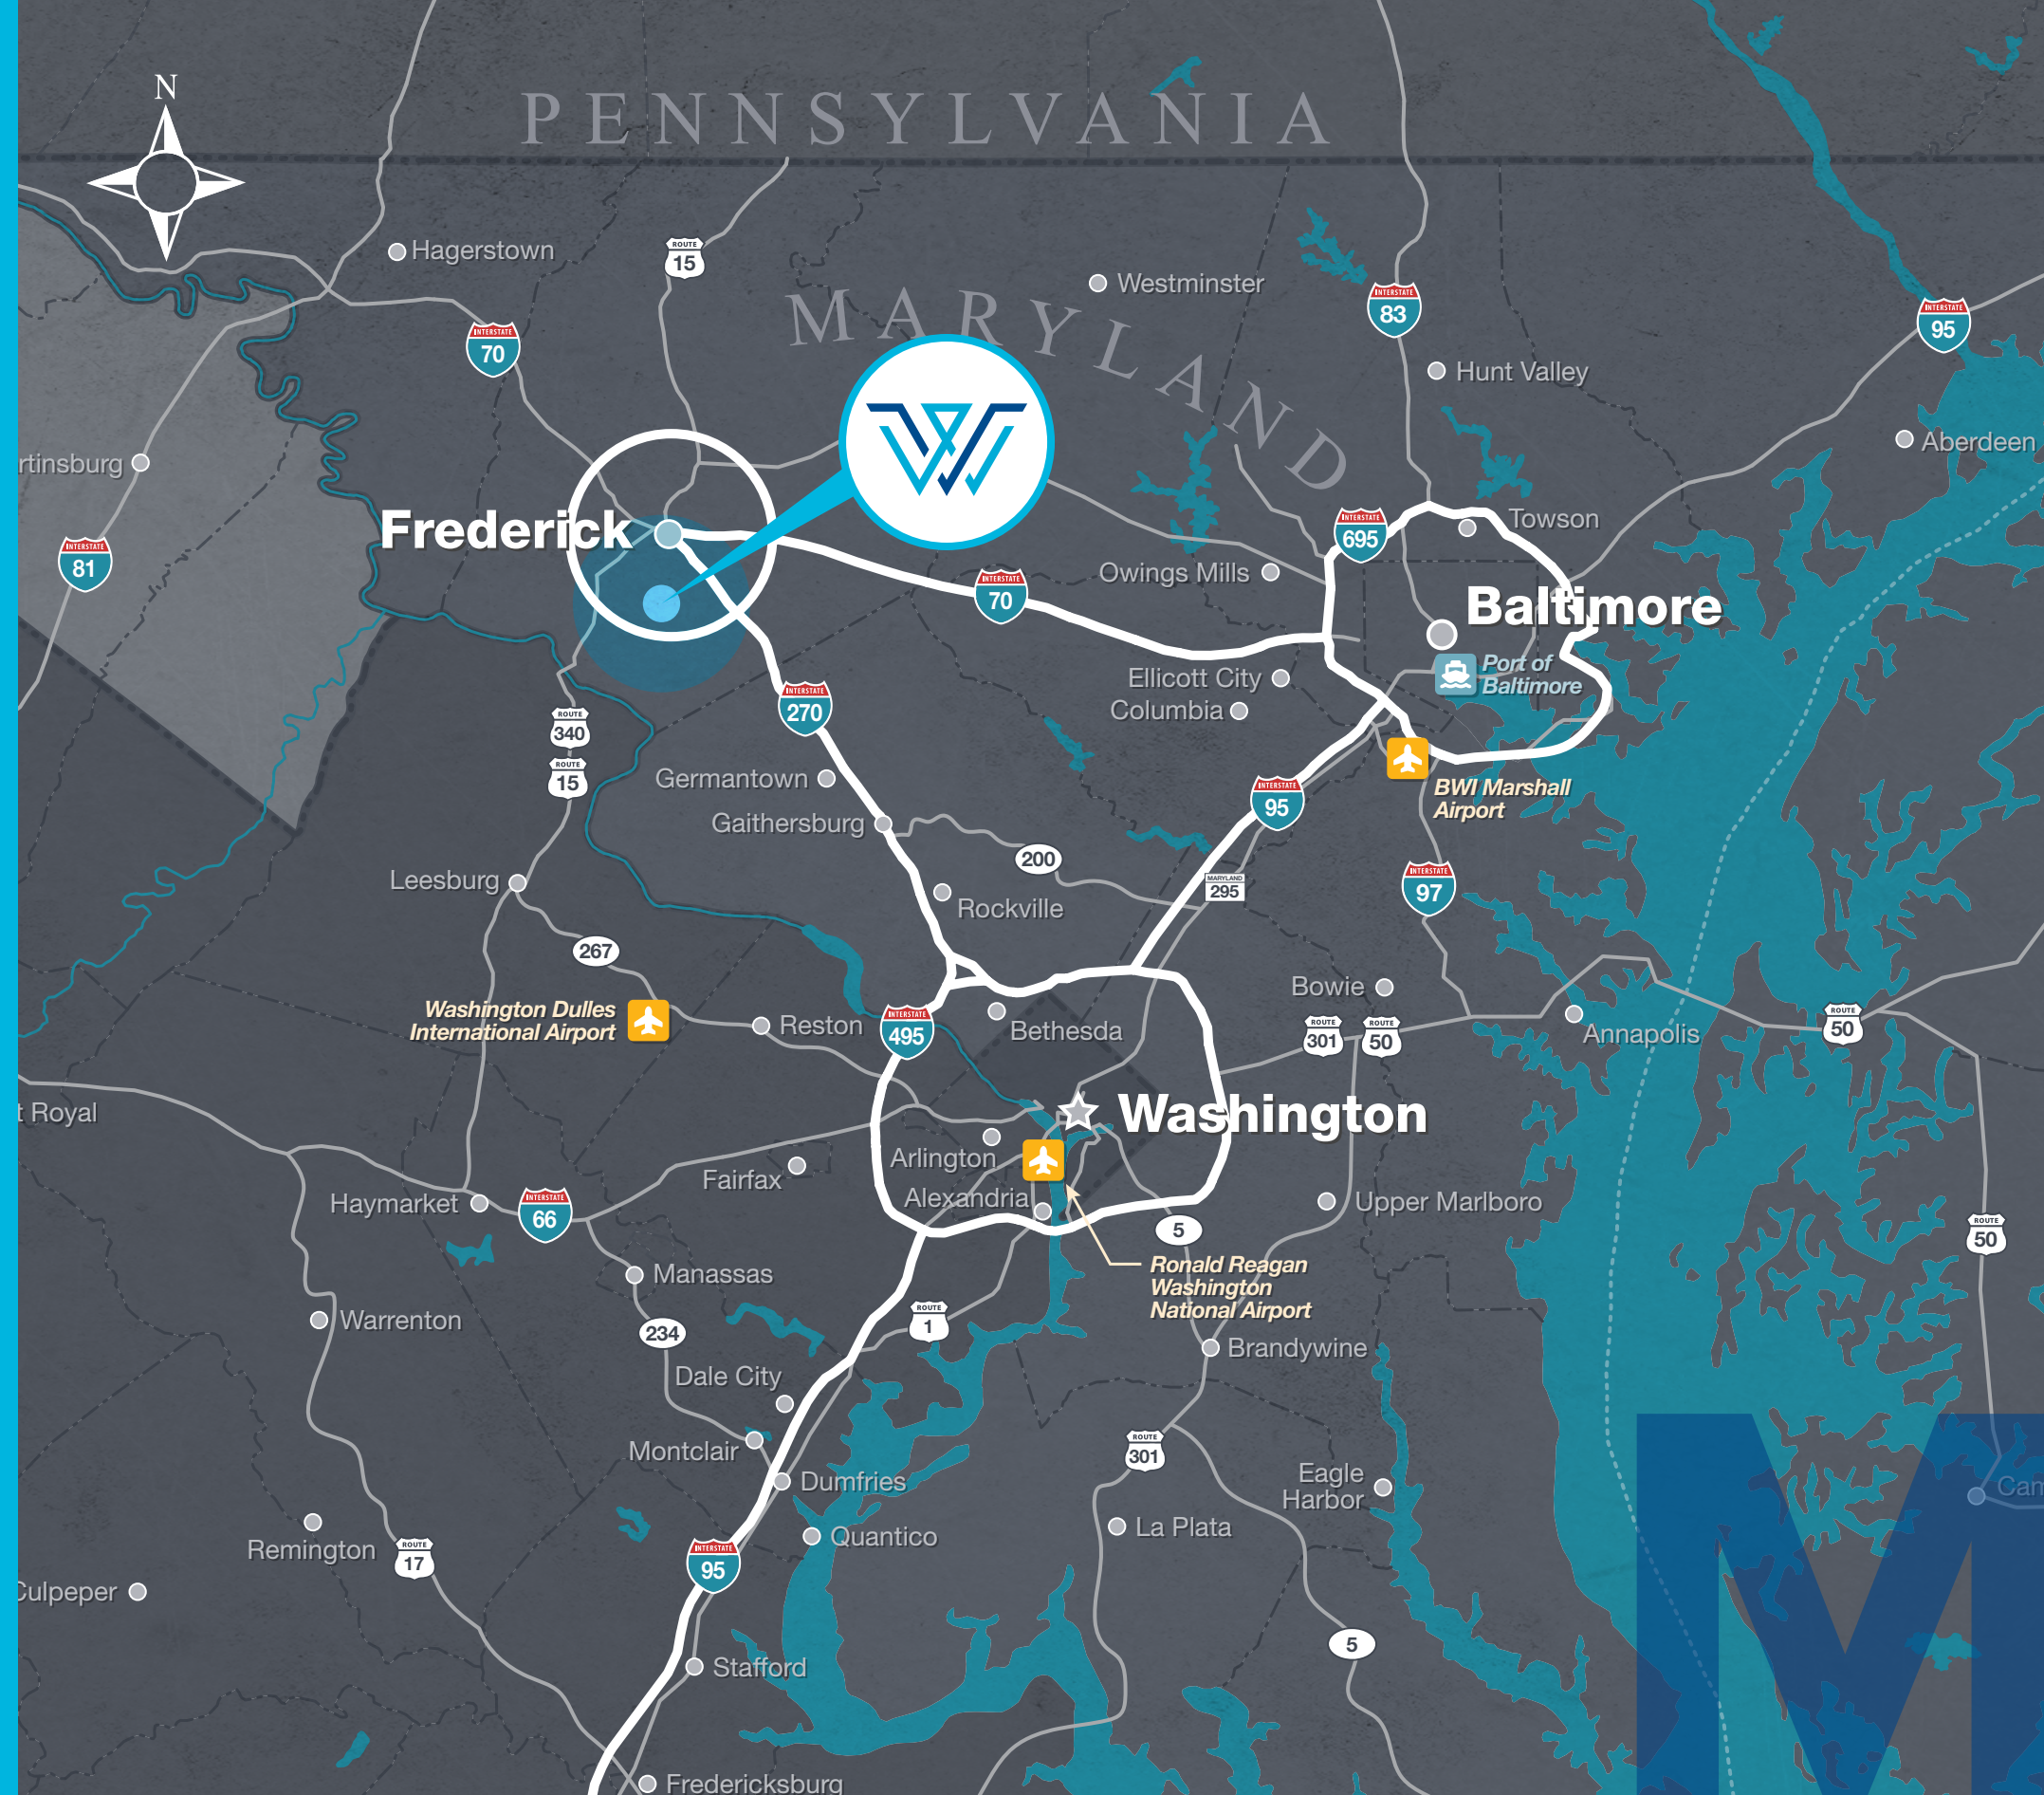 N
PENNSYLVANIA
Hagerstown
ROUTE
15
Westminster
MARYLAND
INTERSTATE
83
INTERSTATE
95
INTERSTATE
70
Hunt Valley
Aberdeen
rtinsburg
Frederick
INTERSTATE
81
INTERSTATE
695
Towson
Owings Mills
INTERSTATE
70
Baltimore
Port of
Baltimore
Ellicott City
Columbia
INTERSTATE
270
ROUTE
340
ROUTE
15
Germantown
BWI Marshall
Airport
INTERSTATE
95
Gaithersburg
200
Leesburg
MARYLAND
295
INTERSTATE
97
Rockville
267
Bowie
Washington Dulles
International Airport
Reston
INTERSTATE
495
Bethesda
ROUTE
301
ROUTE
50
Annapolis
ROUTE
50
t Royal
Washington
Arlington
Fairfax
Alexandria
Haymarket
INTERSTATE
66
Upper Marlboro
5
ROUTE
50
Ronald Reagan
Washington
National Airport
Manassas
Warrenton
234
ROUTE
1
Brandywine
Dale City
Montclair
ROUTE
301
Dumfries
Eagle
Harbor
Cam
La Plata
Quantico
Remington
ROUTE
17
INTERSTATE
95
Culpeper
5
Stafford
Fredericksburg
M